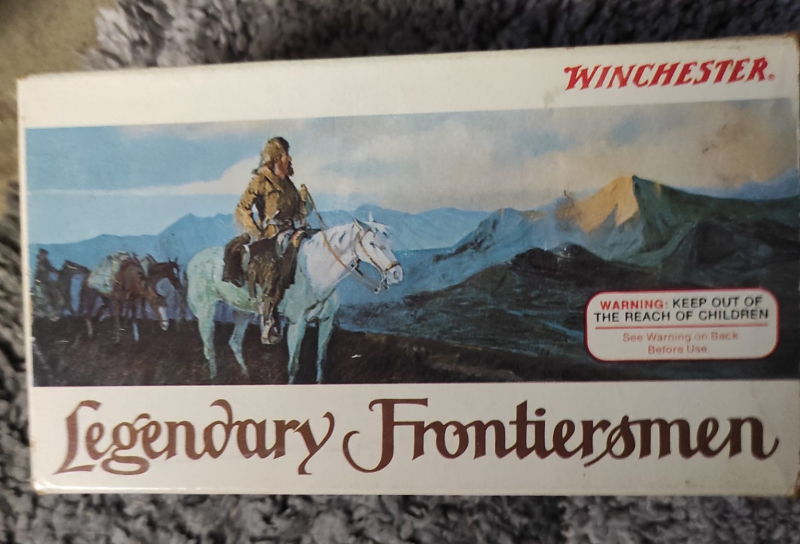 WINCHESTER®
WARNING: KEEP OUT OF
THE REACH OF CHILDREN
See Warning on Back
Before Use
Legendary Frontiersmen